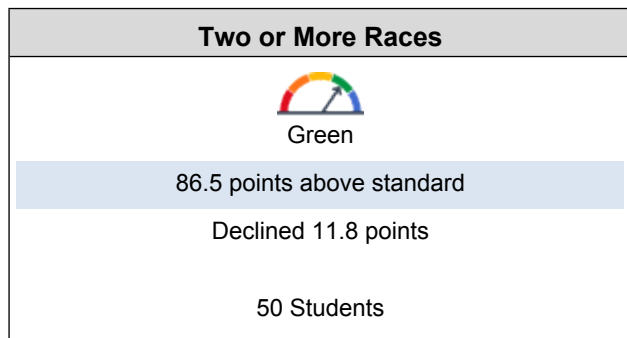 Two or More Races
Green
86.5 points above standard
Declined 11.8 points
50 Students